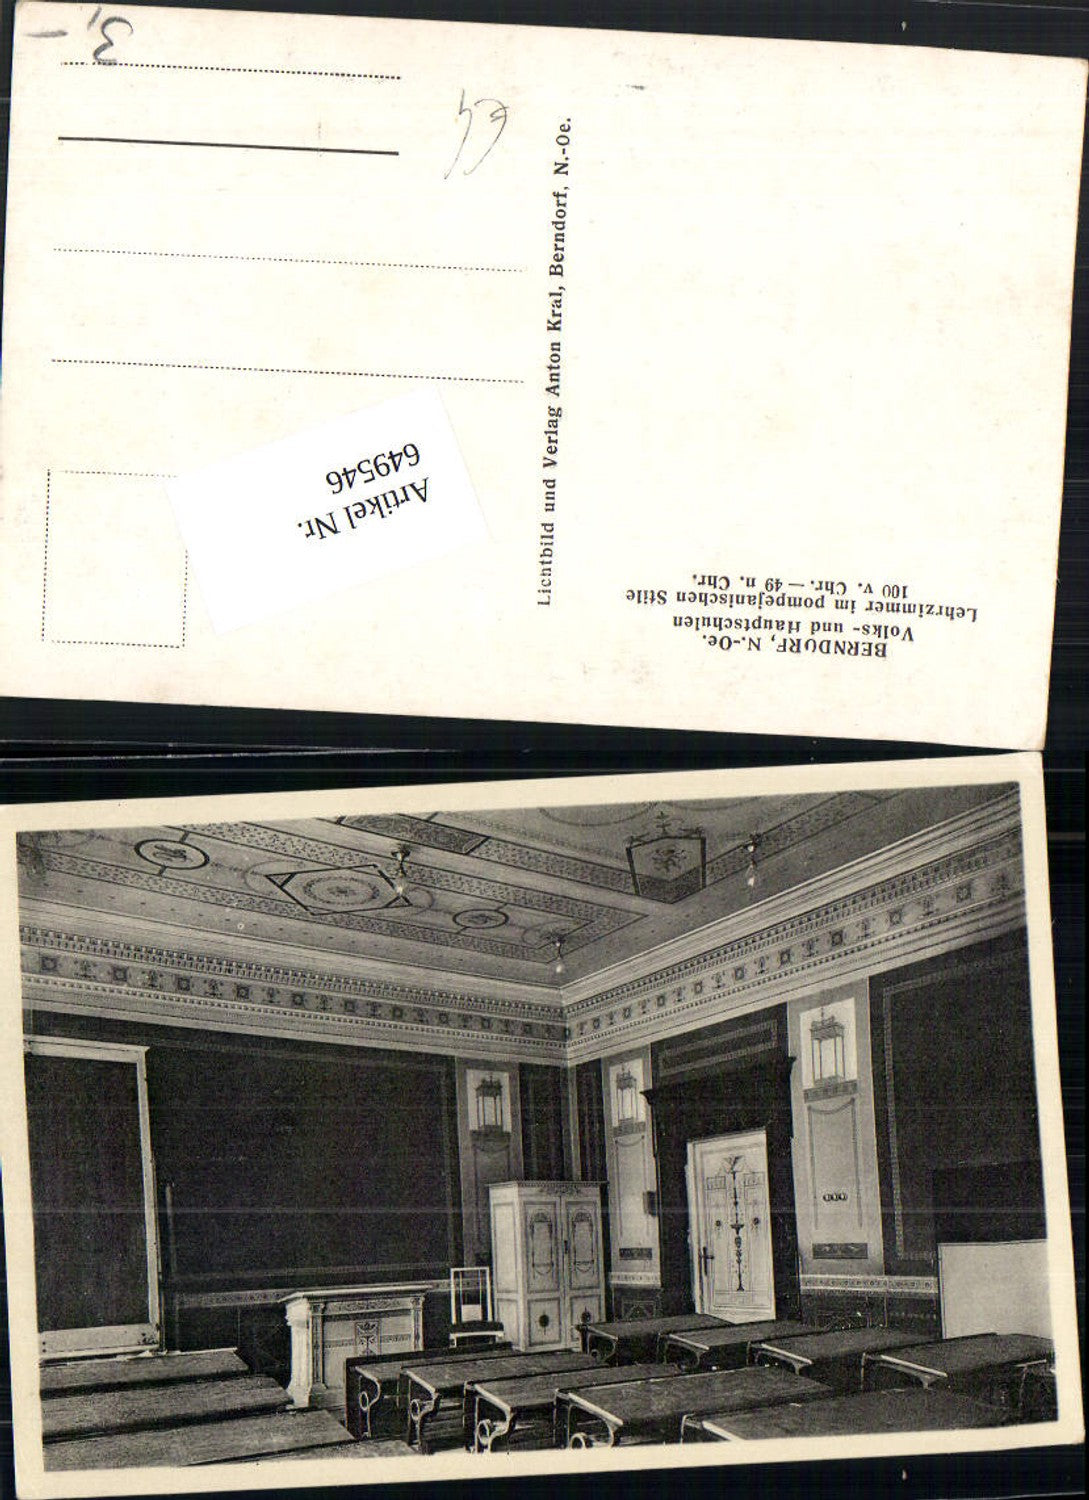 BERNDORF, N.-Oe.
Volks- und Hauptschulen
Lehrzimmer im pompejanischen Stile
100 v. Chr. — 49 n. Chr.
Lichtbild und Verlag Anton Kral, Berndorf, N.-Oe.
Artikel Nr.
649546
3,-